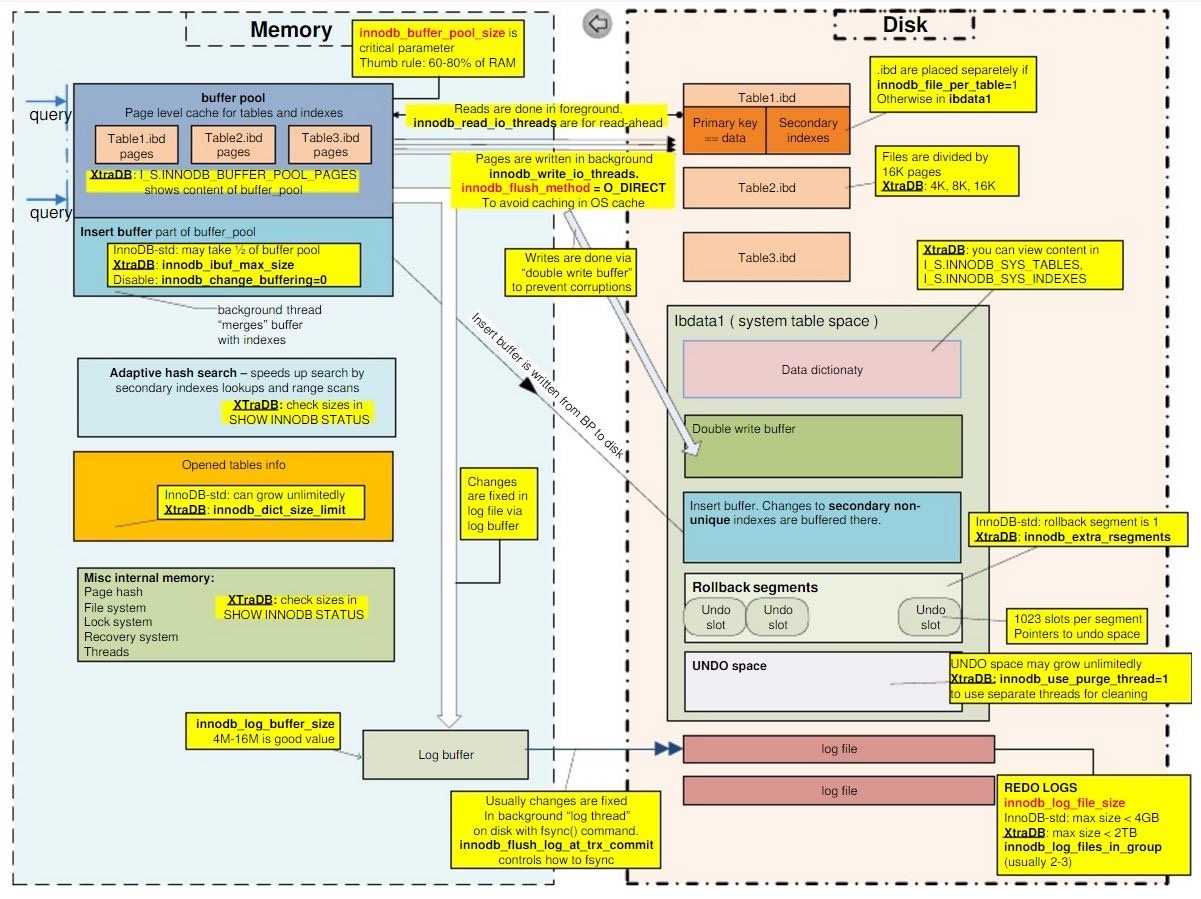 Memory
innodb_buffer_pool_size is
critical parameter
Thumb rule: 60-80% of RAM
query
query
buffer pool
Page level cache for tables and indexes
Table1.ibd
pages
Table2.ibd
pages
Table3.ibd
pages
XtraDB: I_S.INNODB_BUFFER_POOL_PAGES
shows content of buffer_pool
Insert buffer part of buffer_pool
InnoDB-std: may take ½ of buffer pool
XtraDB: innodb_ibuf_max_size
Disable: innodb_change_buffering=0
background thread
“merges” buffer
with indexes
Adaptive hash search – speeds up search by
secondary indexes lookups and range scans
XTraDB: check sizes in
SHOW INNODB STATUS
Opened tables info
InnoDB-std: can grow unlimitedly
XtraDB: innodb_dict_size_limit
Misc internal memory:
Page hash
File system
Lock system
Recovery system
Threads
XTraDB: check sizes in
SHOW INNODB STATUS
innodb_log_buffer_size
4M-16M is good value
Log buffer
Reads are done in foreground.
innodb_read_io_threads are for read-ahead
Pages are written in background
innodb_write_io_threads.
innodb_flush_method = O_DIRECT
To avoid caching in OS cache
Writes are done via
“double write buffer”
to prevent corruptions
Insert buffer is written from BP to disk
Changes
are fixed in
log file via
log buffer
Usually changes are fixed
In background “log thread”
on disk with fsync() command.
innodb_flush_log_at_trx_commit
controls how to fsync
Disk
.ibd are placed separetely if
innodb_file_per_table=1
Otherwise in ibdata1
Table1.ibd
Primary key
== data
Secondary
indexes
Files are divided by
16K pages
XtraDB: 4K, 8K, 16K
Table2.ibd
Table3.ibd
XtraDB: you can view content in
I_S.INNODB_SYS_TABLES,
I_S.INNODB_SYS_INDEXES
Ibdata1 ( system table space )
Data dictionaty
Double write buffer
Insert buffer. Changes to secondary non-
unique indexes are buffered there.
InnoDB-std: rollback segment is 1
XtraDB: innodb_extra_rsegments
Rollback segments
Undo
slot
Undo
slot
Undo
slot
1023 slots per segment
Pointers to undo space
UNDO space
UNDO space may grow unlimitedly
XtraDB: innodb_use_purge_thread=1
to use separate threads for cleaning
log file
log file
REDO LOGS
innodb_log_file_size
InnoDB-std: max size < 4GB
XtraDB: max size < 2TB
innodb_log_files_in_group
(usually 2-3)